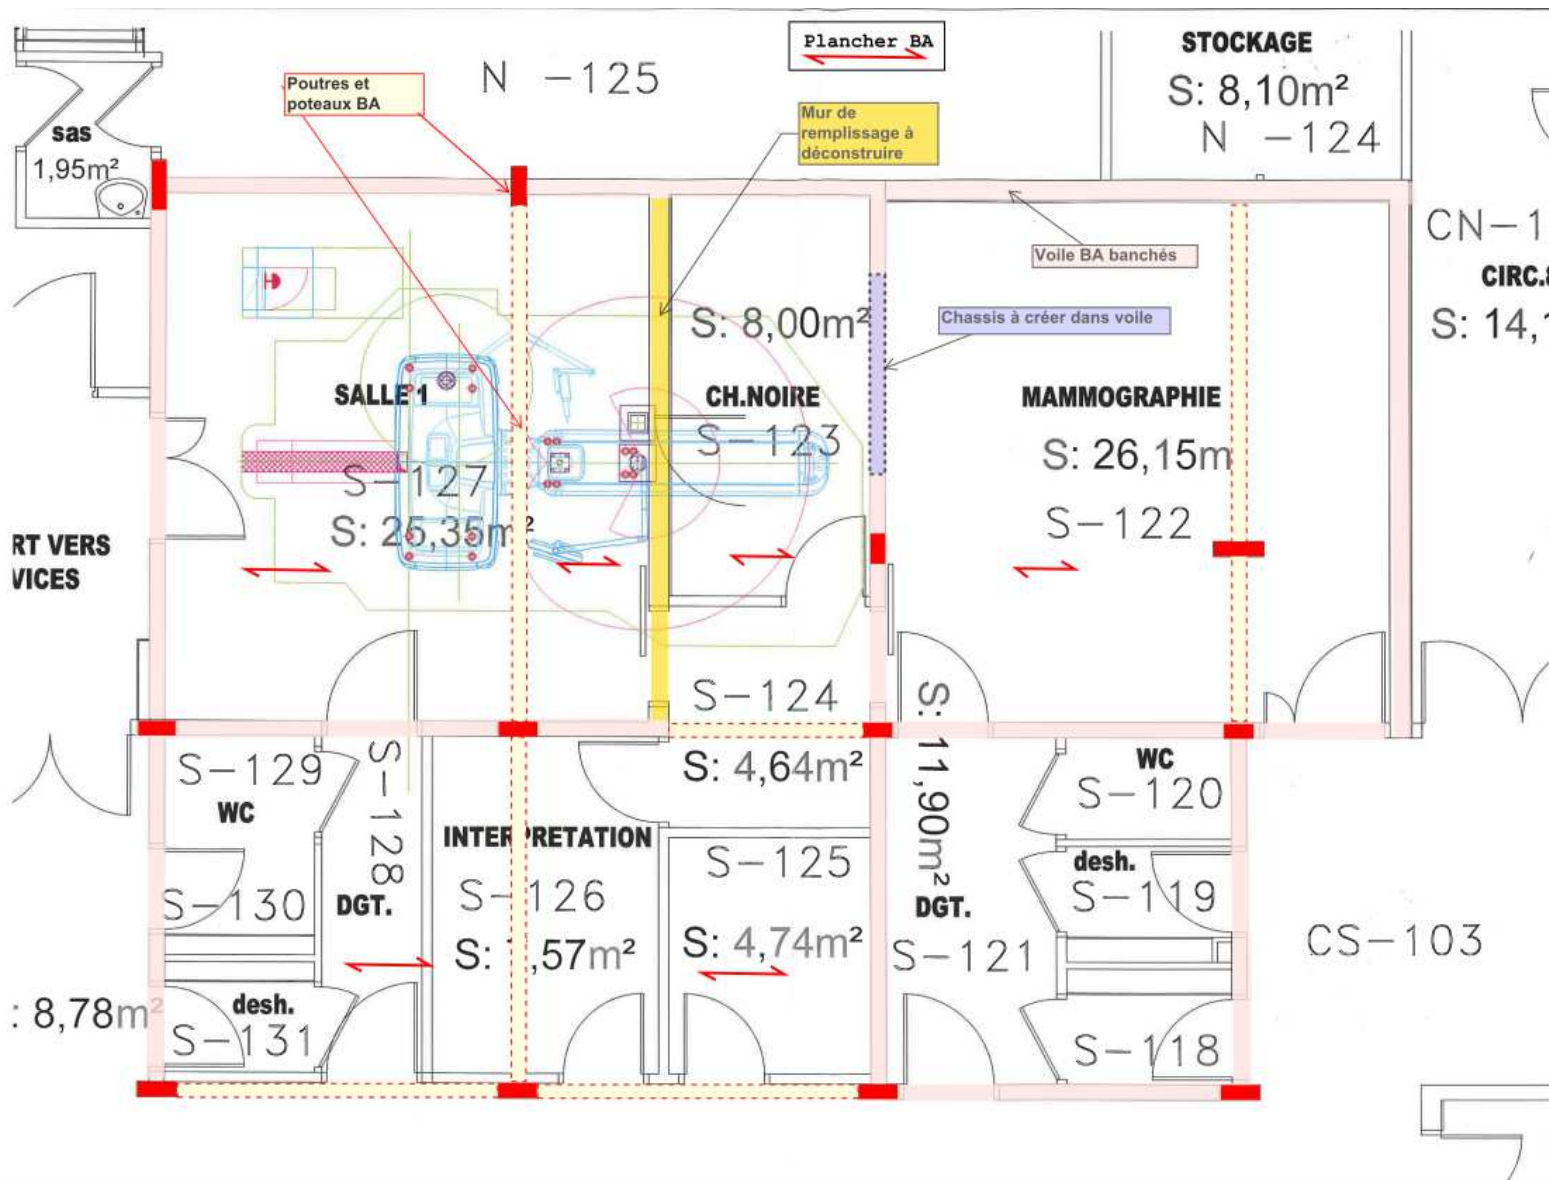 Plancher BA
STOCKAGE
S: 8,10m²
N -124
N -125
Poutres et
poteaux BA
Mur de
remplissage à
déconstruire
sas
1,95m²
CN-1
CIRC.8
S: 14,1
Voile BA banchés
Chassis à créer dans voile
S: 8,00m²
SALLE 1
CH.NOIRE
S-123
MAMMOGRAPHIE
S: 26,15m
S-122
S-127
S: 25,35m²
RT VERS
VICES
S-124
S: 4,64m²
S: 11,90m²
S-129
WC
S-128
WC
S-120
INTERPRETATION
S-126
S: ,57m²
S-125
S: 4,74m²
desh.
S-119
S-130
DGT.
DGT.
S-121
CS-103
: 8,78m²
desh.
S-131
S-118